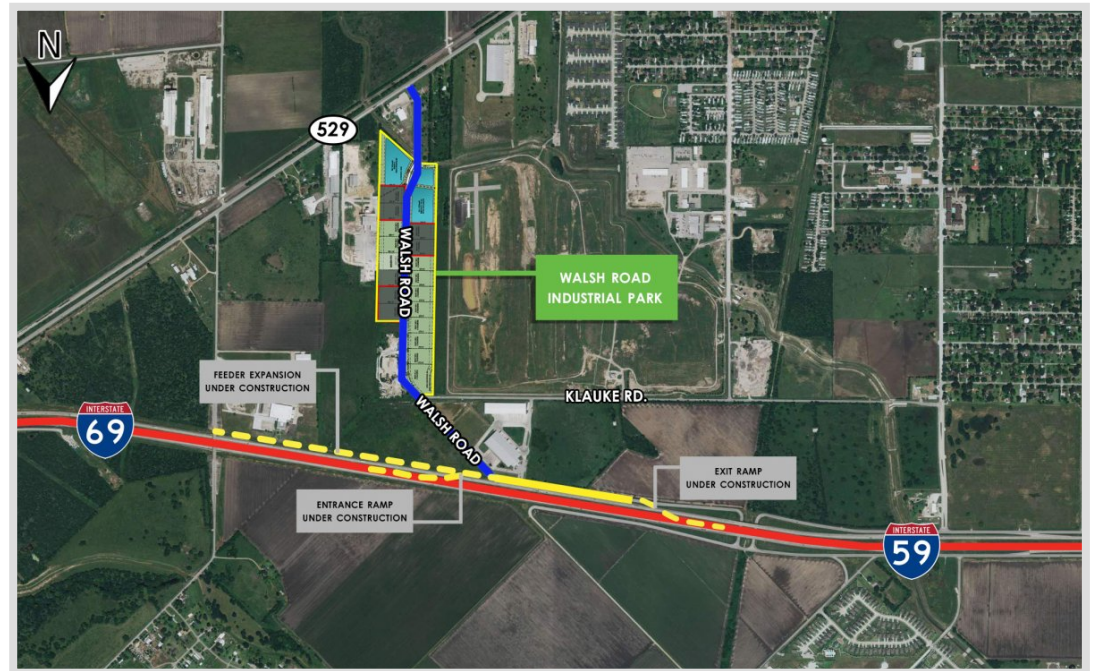 N
529
WALSH ROAD
WALSH ROAD
INDUSTRIAL PARK
FEEDER EXPANSION
UNDER CONSTRUCTION
KLAUKE RD.
INTERSTATE
69
WALSH ROAD
EXIT RAMP
UNDER CONSTRUCTION
ENTRANCE RAMP
UNDER CONSTRUCTION
INTERSTATE
59